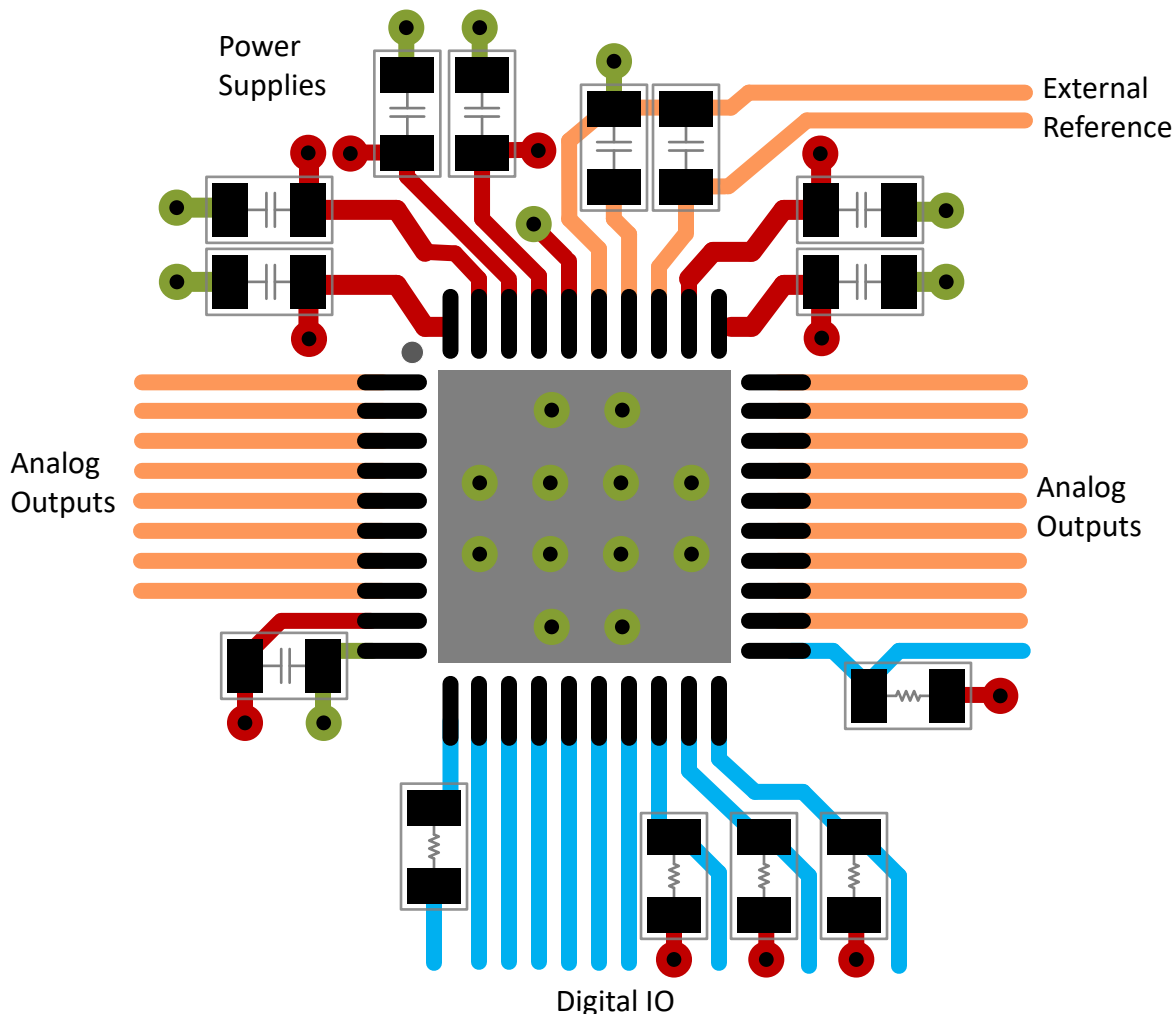 Power
Supplies
External
Reference
Analog
Outputs
Analog
Outputs
Digital IO